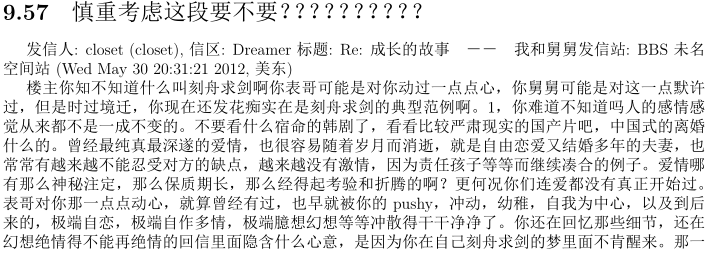 9.57 慎重考虑这段要不要??????????
发信人: closet (closet), 信区: Dreamer 标题: Re: 成长的故事 －－ 我和舅舅发信站: BBS 未名
空间站 (Wed May 30 20:31:21 2012, 美东)
楼主你知不知道什么叫刻舟求剑啊你表哥可能是对你动过一点点心，你舅舅可能是对这一点默许
过，但是时过境迁，你现在还发花痴实在是刻舟求剑的典型范例啊。1，你难道不知道吗人的感情感
觉从来都不是一成不变的。不要看什么宿命的韩剧了，看看比较严肃现实的国产片吧，中国式的离婚
什么的。曾经最纯真最深邃的爱情，也很容易随着岁月而消逝，就是自由恋爱又结婚多年的夫妻，也
常常有越来越不能忍受对方的缺点，越来越没有激情，因为责任孩子等等而继续凑合的例子。爱情哪
有那么神秘注定，那么保质期长，那么经得起考验和折腾的啊？更何况你们连爱都没有真正开始过。
表哥对你那一点点动心，就算曾经有过，也早就被你的 pushy，冲动，幼稚，自我为中心，以及到后
来的，极端自恋，极端自作多情，极端臆想幻想等等冲散得干干净净了。你还在回忆那些细节，还在
幻想绝情得不能再绝情的回信里面隐含什么心意，是因为你在自己刻舟求剑的梦里面不肯醒来。那一